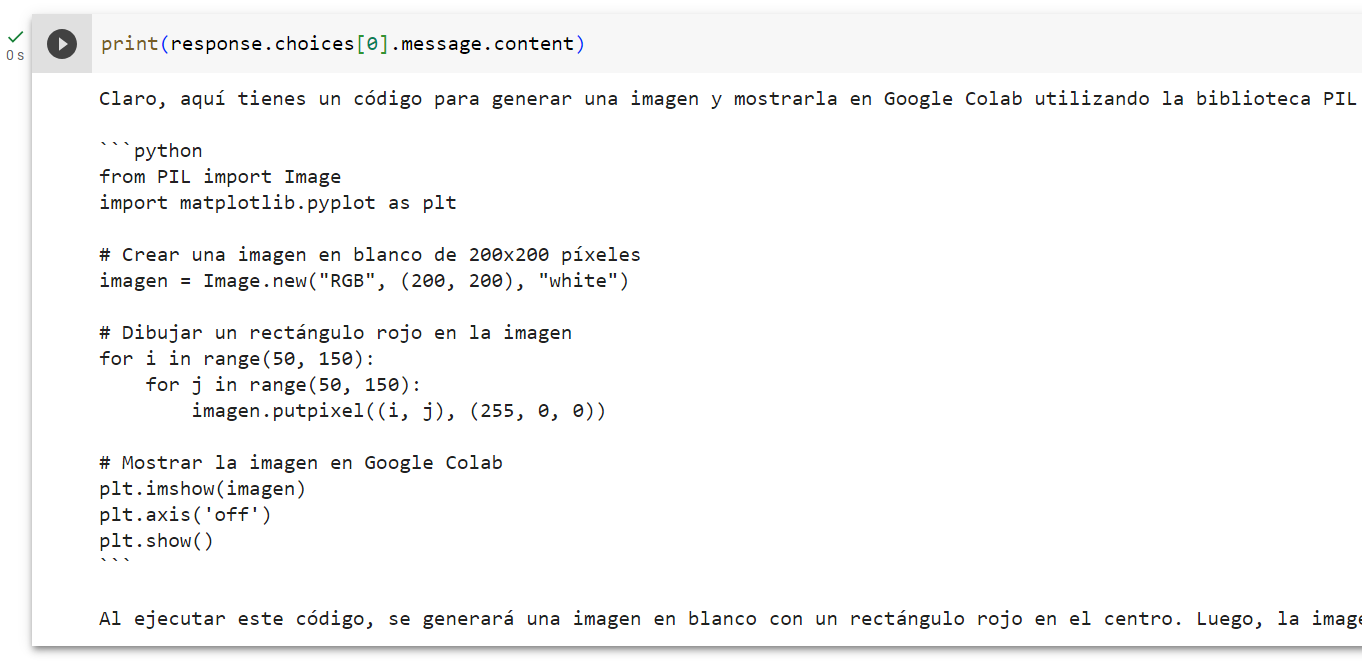 print(response.choices[0].message.content)
0 s
Claro, aquí tienes un código para generar una imagen y mostrarla en Google Colab utilizando la biblioteca PIL
```python
from PIL import Image
import matplotlib.pyplot as plt
# Crear una imagen en blanco de 200x200 píxeles
imagen = Image.new("RGB", (200, 200), "white")
# Dibujar un rectángulo rojo en la imagen
for i in range(50, 150):
    for j in range(50, 150):
        imagen.putpixel((i, j), (255, 0, 0))
# Mostrar la imagen en Google Colab
plt.imshow(imagen)
plt.axis('off')
plt.show()
```
Al ejecutar este código, se generará una imagen en blanco con un rectángulo rojo en el centro. Luego, la